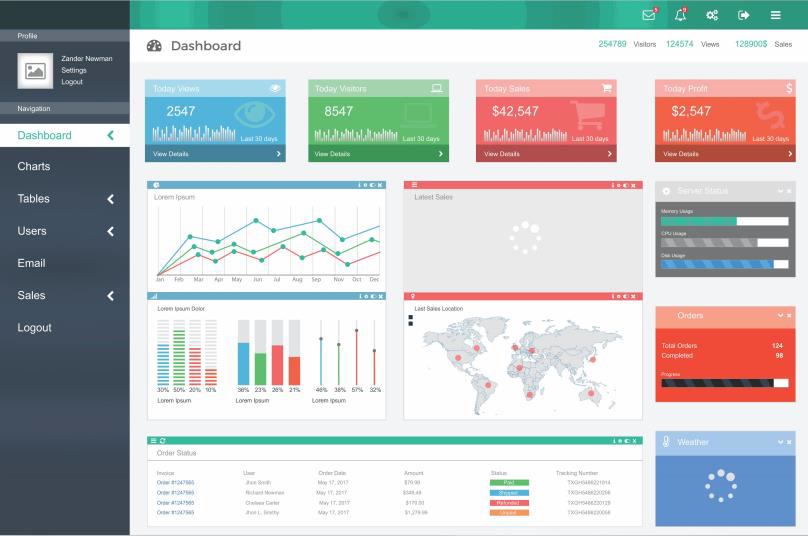 Profile
Zander Newman
Settings
Logout
Navigation
Dashboard
Charts
Tables
Users
Email
Sales
Logout
Dashboard
254789 Visitors 124574 Views 128900$ Sales
Today Views
2547
Last 30 days
View Details
Today Visitors
8547
Last 30 days
View Details
Today Sales
$42,547
Last 30 days
View Details
Today Profit
$
$2,547
Last 30 days
View Details
Lorem Ipsum
Jan Feb Mar Apr May Jun Jul Aug Sep Nov Oct Dec
Latest Sales
Server Status
Memory Usage
CPU Usage
Disk Usage
Lorem Ipsum Dolor
30% 50% 20% 10%
Lorem Ipsum
36% 23% 26% 21%
Lorem Ipsum
46% 38% 57% 32%
Lorem Ipsum
Last Sales Location
Orders
Total Orders 124
Completed 98
Progress
Weather
Order Status
Invoice User Order Date Amount Status Tracking Number
Order #1247565 Jhon Smith May 17, 2017 $79.90 Paid TXGH5486221014
Order #1247565 Richard Newman May 17, 2017 Shipped
Order #1247565 Chelsea Carter May 17, 2017 $179.00 Refunded
Order #1247565 Jhon L. Smithy May 17, 2017 $1,279.99 Unpaid